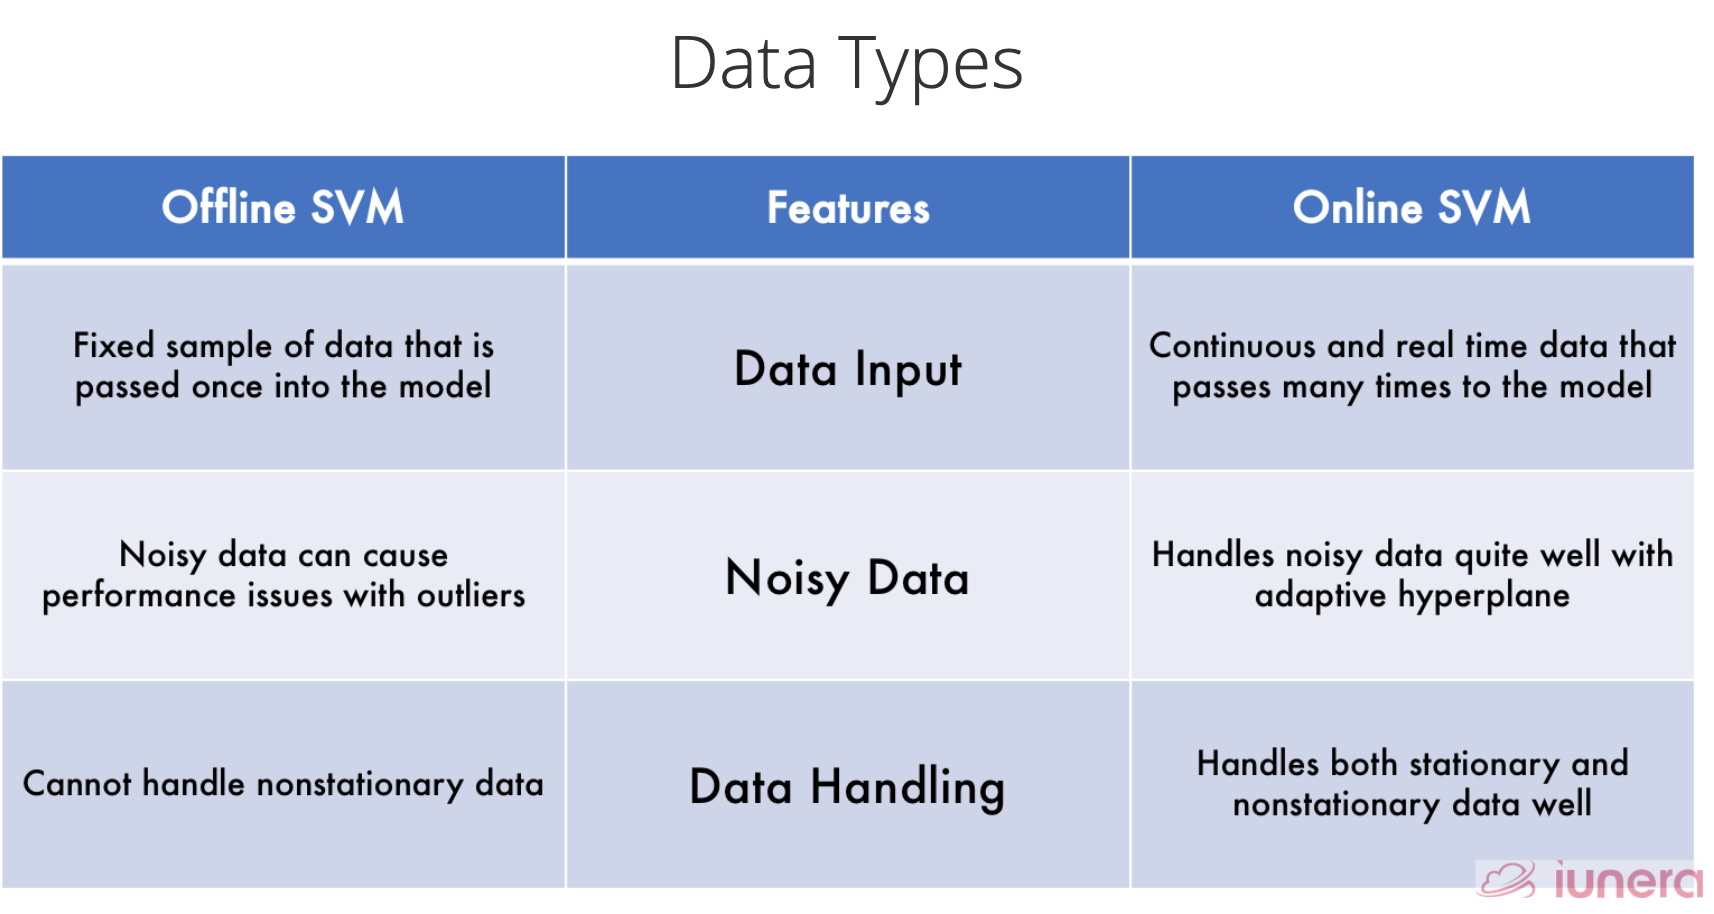 Data Types
Offline SVM
Features
Online SVM
Fixed sample of data that is
passed once into the model
Data Input
Continuous and real time data that
passes many times to the model
Noisy data can cause
performance issues with outliers
Noisy Data
Handles noisy data quite well with
adaptive hyperplane
Cannot handle nonstationary data
Data Handling
Handles both stationary and
nonstationary data well
iunera